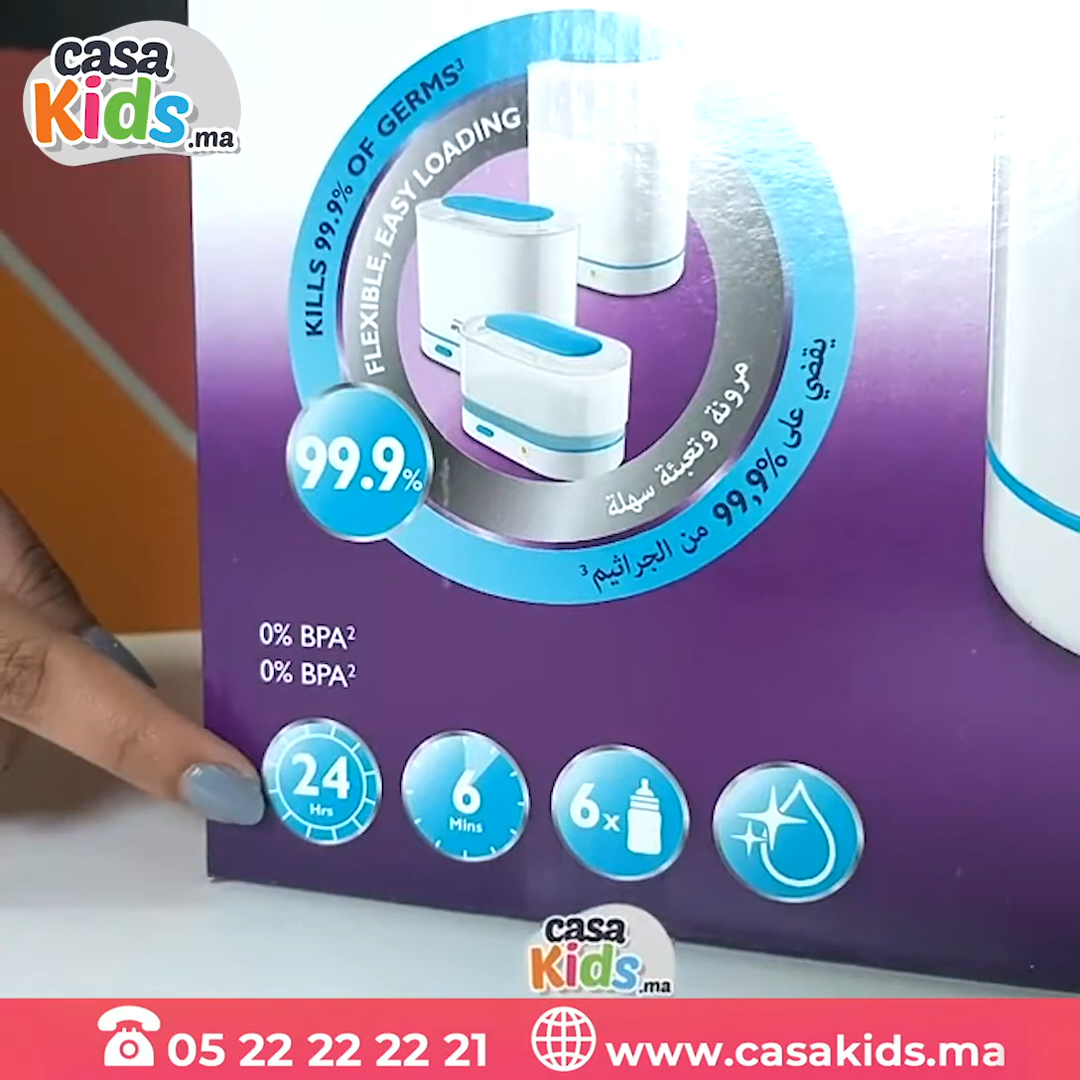 casa
Kids.ma
KILLS 99.9% OF GERMS³
FLEXIBLE, EASY LOADING
99.9%
مرونة وتعبئة سهلة
يقضي على 99,9% من الجراثيم³
0% BPA²
0% BPA²
24
Hrs
6
Mins
6x
casa
Kids.ma
05 22 22 22 21
www.casakids.ma